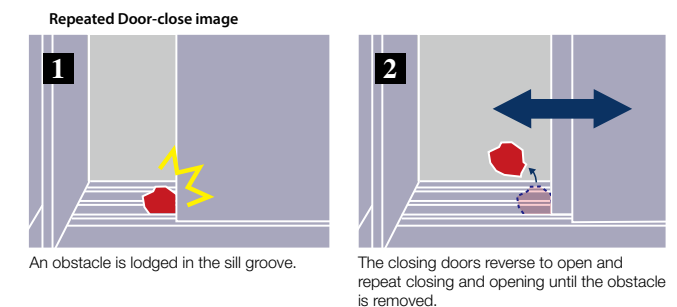 Repeated Door-close image
1
2
An obstacle is lodged in the sill groove.
The closing doors reverse to open and
repeat closing and opening until the obstacle
is removed.